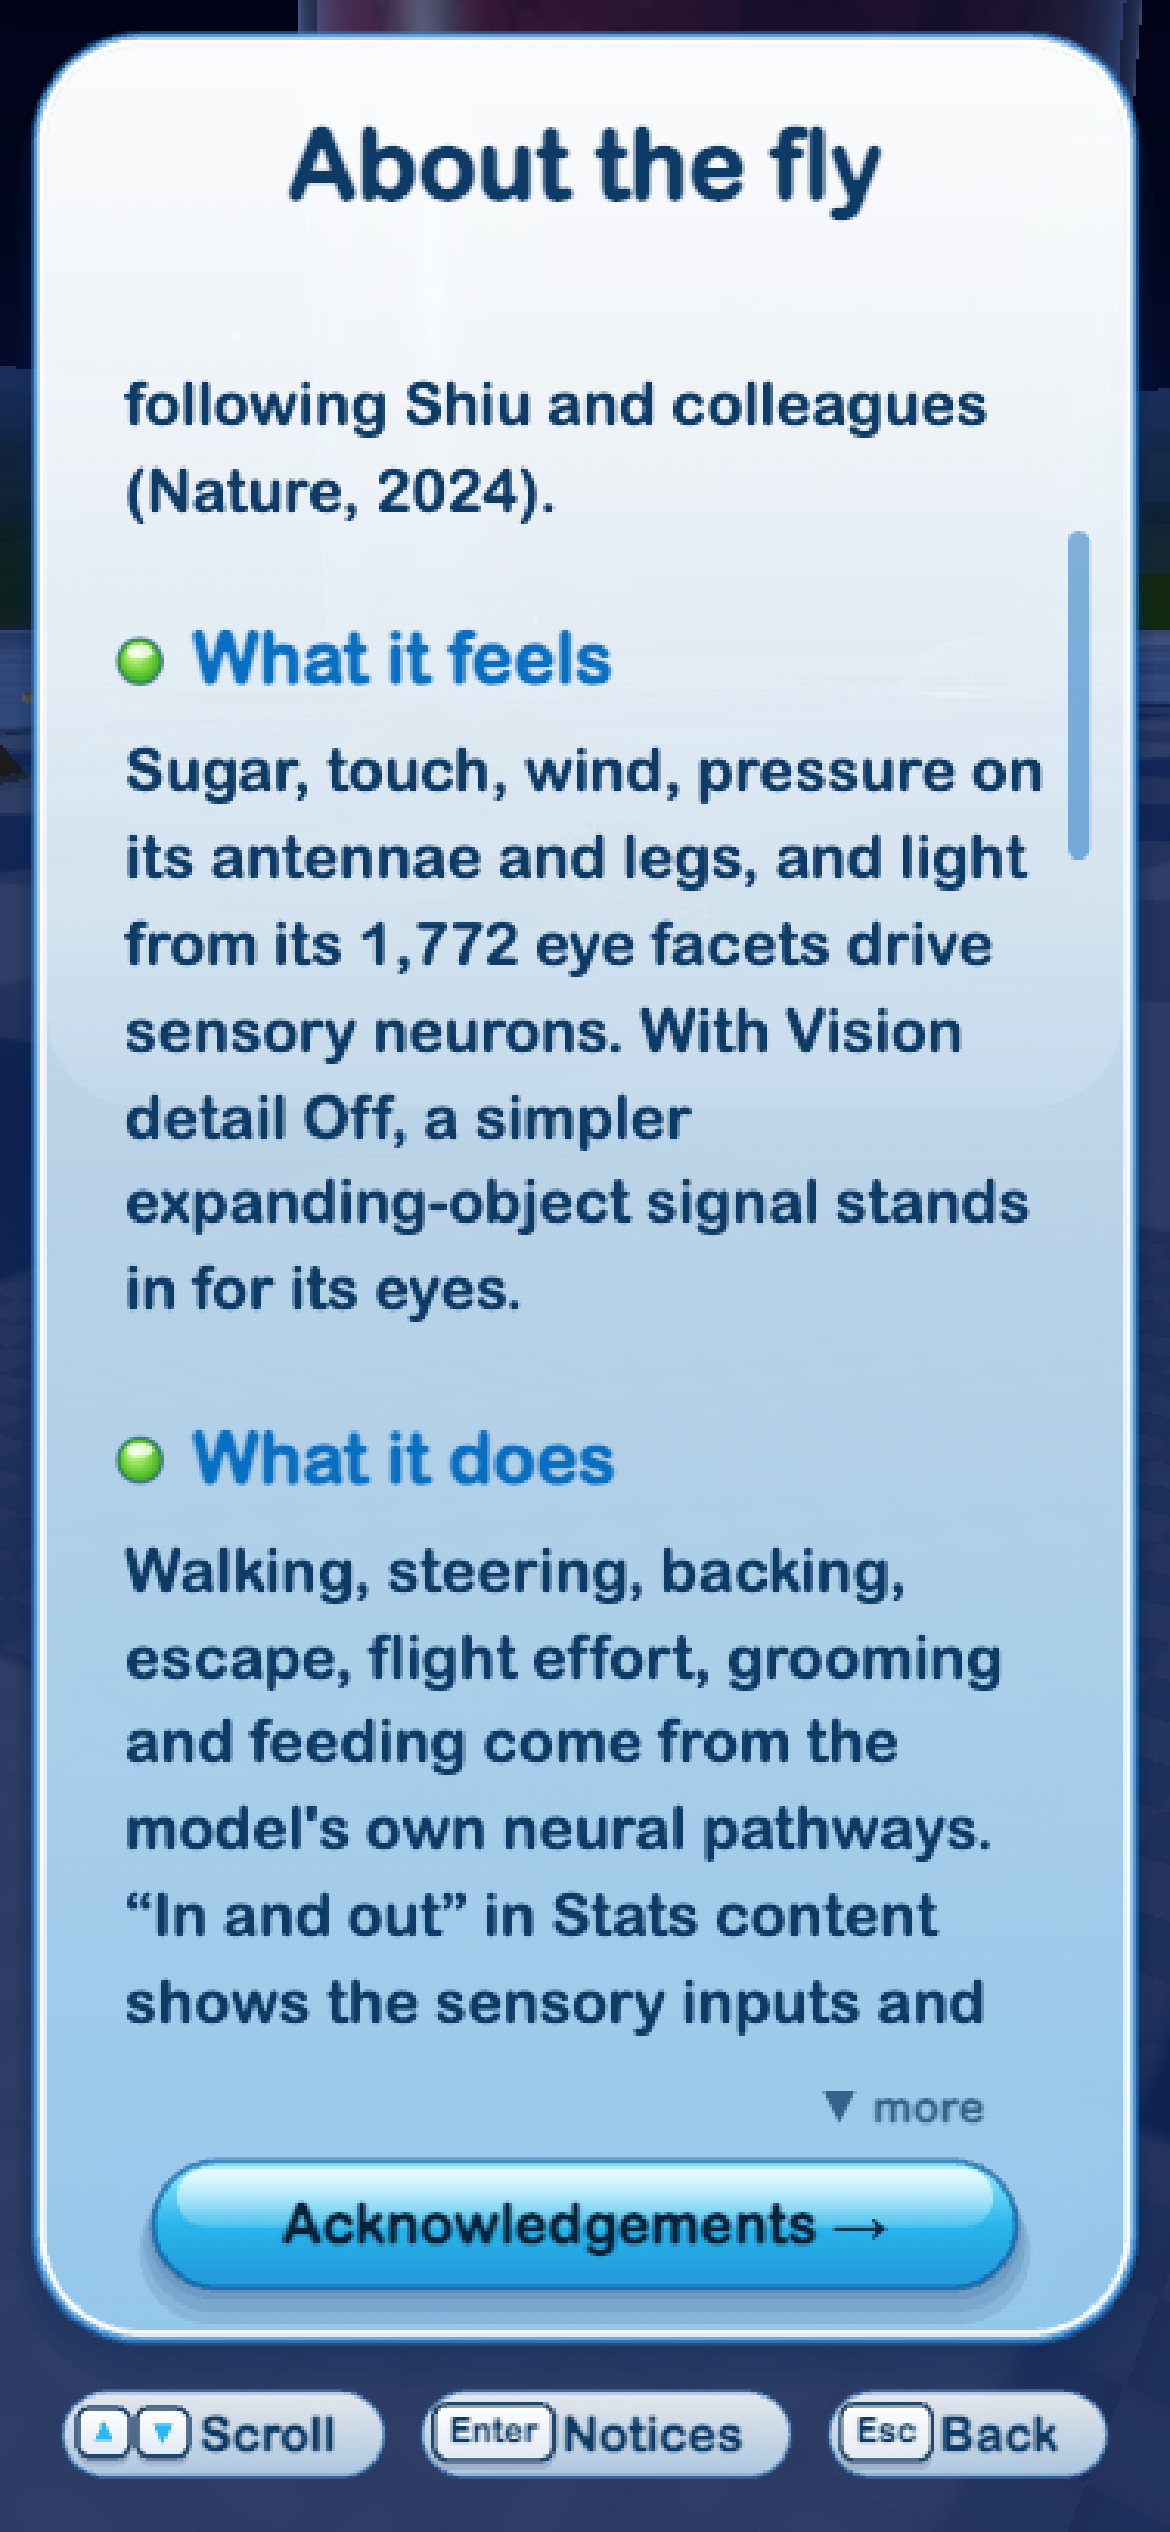 About the fly
following Shiu and colleagues
(Nature, 2024).
What it feels
Sugar, touch, wind, pressure on
its antennae and legs, and light
from its 1,772 eye facets drive
sensory neurons. With Vision
detail Off, a simpler
expanding-object signal stands
in for its eyes.
What it does
Walking, steering, backing,
escape, flight effort, grooming
and feeding come from the
model's own neural pathways.
“In and out” in Stats content
shows the sensory inputs and
▼ more
Acknowledgements →
▲ ▼ Scroll Enter Notices Esc Back